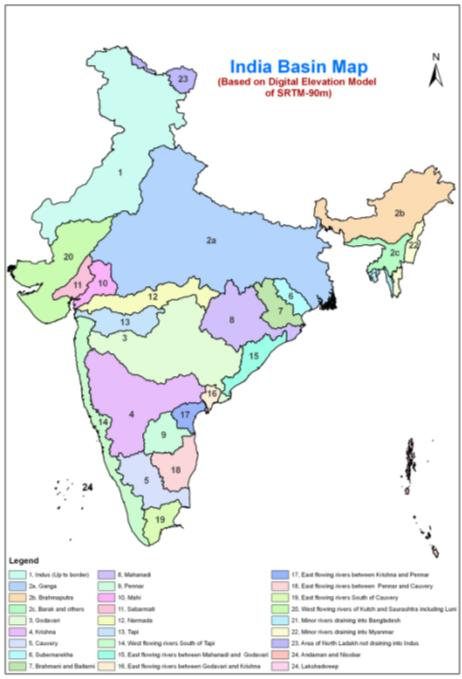 India Basin Map
(Based on Digital Elevation Model
of SRTM-90m)
N
23
1
2b
2a
22
2c
20
11
10
12
6
8
7
13
3
15
16
4
17
14
9
18
5
24
19
Legend
1, Indus (Up to border)
2a, Ganga
2b, Brahmaputra
2c, Barak and others
3, Godavari
4, Krishna
5, Cauvery
6, Subernarekha
7, Brahmani and Baitarni
8, Mahanadi
9, Pennar
10, Mahi
11, Sabarmati
12, Narmada
13, Tapi
14, West flowing rivers South of Tapi
15, East flowing rivers between Mahanadi and Godavari
16, East flowing rivers between Godavari and Krishna
17, East flowing rivers between Krishna and Pennar
18, East flowing rivers between Pennar and Cauvery
19, East flowing rivers South of Cauvery
20, West flowing rivers of Kutch and Saurashtra including Luni
21, Minor rivers draining into Bangladesh
22, Minor rivers draining into Myanmar
23, Area of North Ladakh not draining into Indus
24, Andaman and Nicobar
24, Lakshadweep